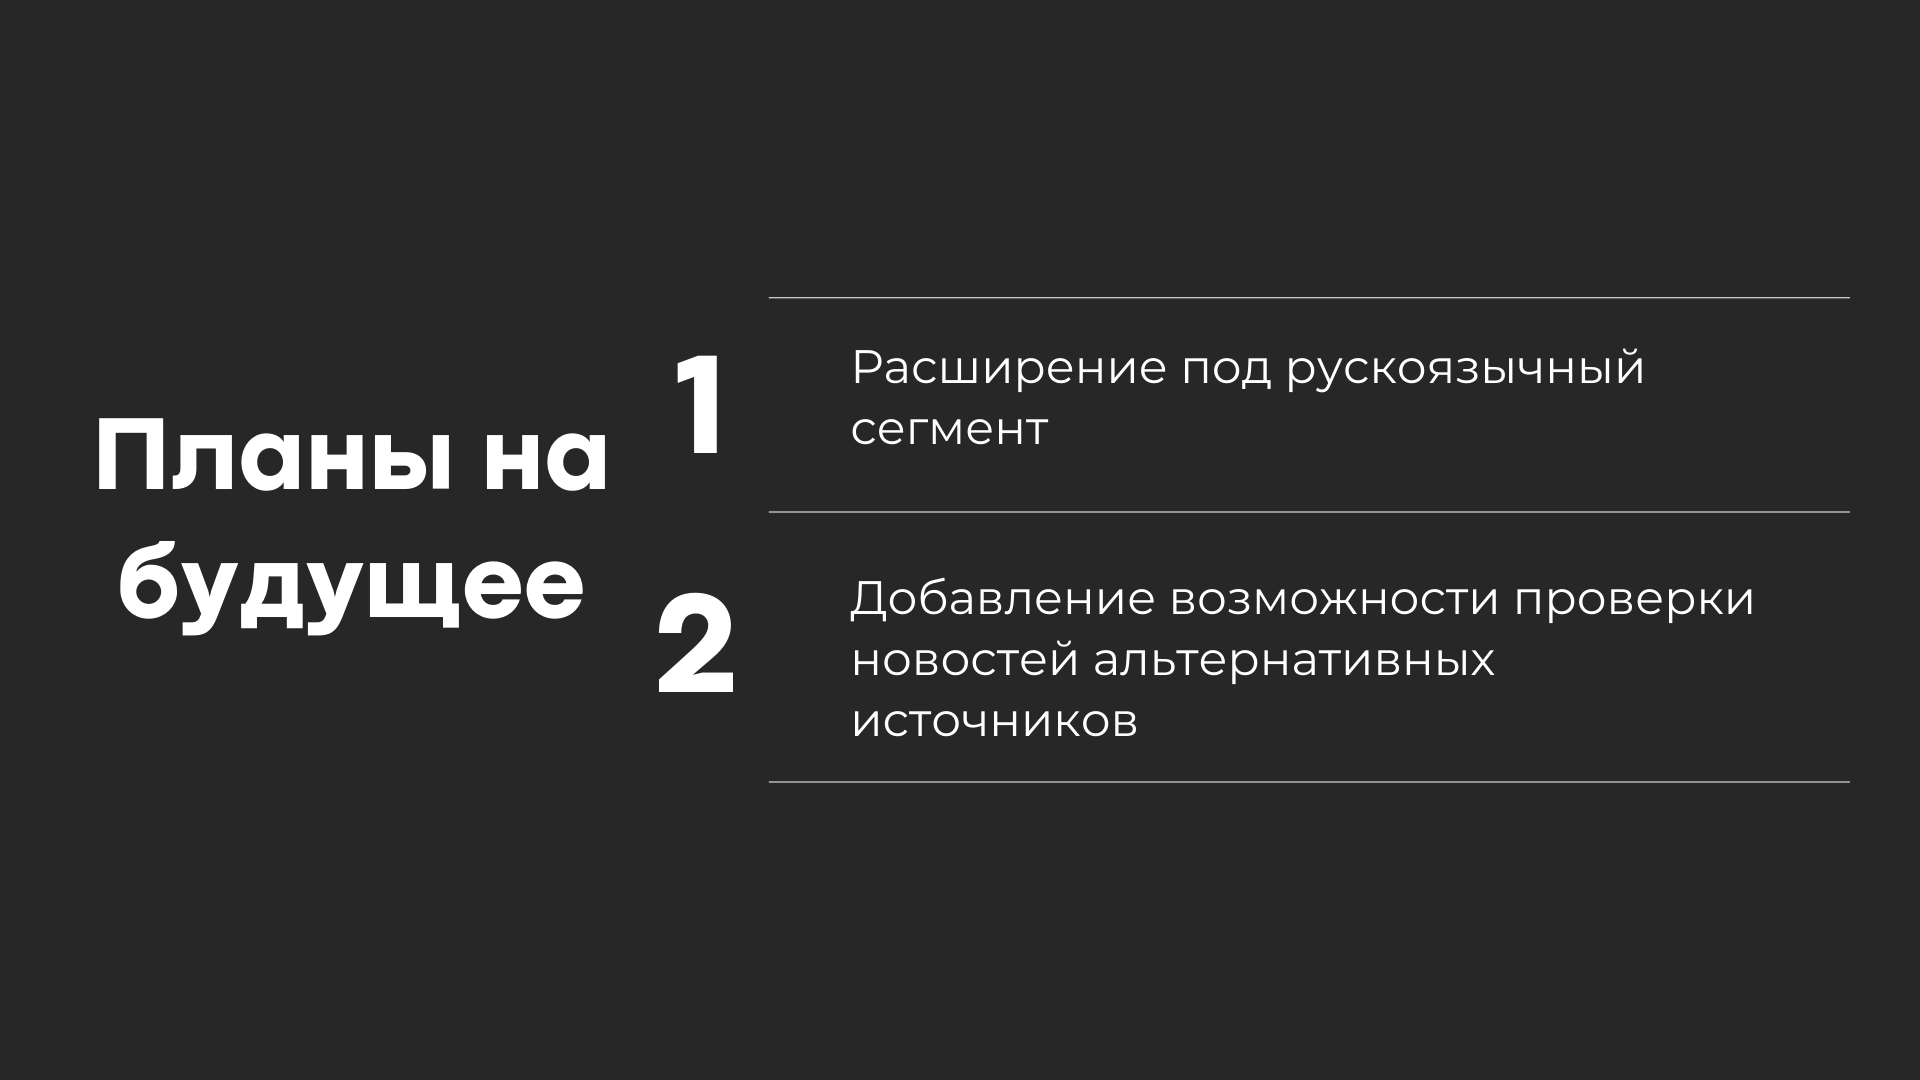 Планы на
будущее
1
Расширение под рускоязычный
сегмент
2
Добавление возможности проверки
новостей альтернативных
источников